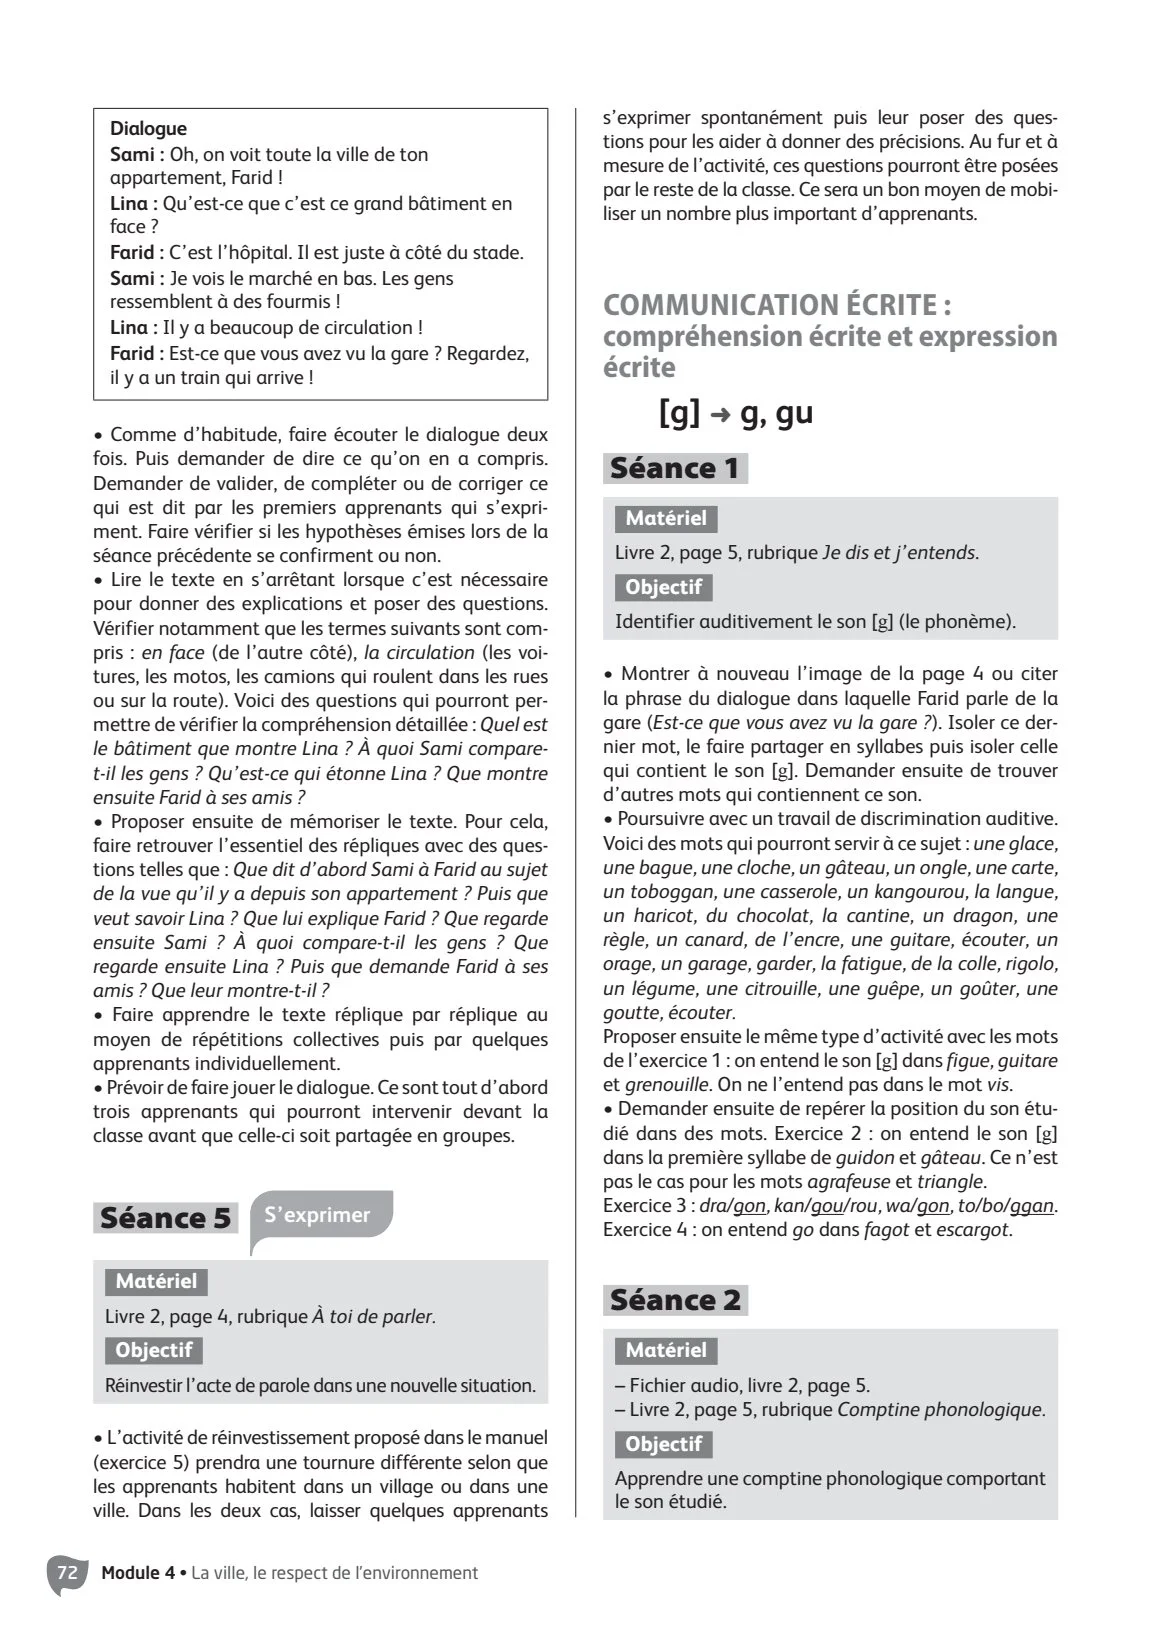 Dialogue
Sami : Oh, on voit toute la ville de ton
appartement, Farid !
Lina : Qu’est-ce que c’est ce grand bâtiment en
face ?
Farid : C’est l’hôpital. Il est juste à côté du stade.
Sami : Je vois le marché en bas. Les gens
ressemblent à des fourmis !
Lina : Il y a beaucoup de circulation !
Farid : Est-ce que vous avez vu la gare ? Regardez,
il y a un train qui arrive !
• Comme d’habitude, faire écouter le dialogue deux
fois. Puis demander de dire ce qu’on en a compris.
Demander de valider, de compléter ou de corriger ce
qui est dit par les premiers apprenants qui s’expri-
ment. Faire vérifier si les hypothèses émises lors de la
séance précédente se confirment ou non.
• Lire le texte en s’arrêtant lorsque c’est nécessaire
pour donner des explications et poser des questions.
Vérifier notamment que les termes suivants sont com-
pris : en face (de l’autre côté), la circulation (les voi-
tures, les motos, les camions qui roulent dans les rues
ou sur la route). Voici des questions qui pourront per-
mettre de vérifier la compréhension détaillée : Quel est
le bâtiment que montre Lina ? À quoi Sami compare-
t-il les gens ? Qu’est-ce qui étonne Lina ? Que montre
ensuite Farid à ses amis ?
• Proposer ensuite de mémoriser le texte. Pour cela,
faire retrouver l’essentiel des répliques avec des ques-
tions telles que : Que dit d’abord Sami à Farid au sujet
de la vue qu’il y a depuis son appartement ? Puis que
veut savoir Lina ? Que lui explique Farid ? Que regarde
ensuite Sami ? À quoi compare-t-il les gens ? Que
regarde ensuite Lina ? Puis que demande Farid à ses
amis ? Que leur montre-t-il ?
• Faire apprendre le texte réplique par réplique au
moyen de répétitions collectives puis par quelques
apprenants individuellement.
• Prévoir de faire jouer le dialogue. Ce sont tout d’abord
trois apprenants qui pourront intervenir devant la
classe avant que celle-ci soit partagée en groupes.
Séance 5 S’exprimer
Matériel
Livre 2, page 4, rubrique À toi de parler.
Objectif
Réinvestir l’acte de parole dans une nouvelle situation.
• L’activité de réinvestissement proposé dans le manuel
(exercice 5) prendra une tournure différente selon que
les apprenants habitent dans un village ou dans une
ville. Dans les deux cas, laisser quelques apprenants
s’exprimer spontanément puis leur poser des ques-
tions pour les aider à donner des précisions. Au fur et à
mesure de l’activité, ces questions pourront être posées
par le reste de la classe. Ce sera un bon moyen de mobi-
liser un nombre plus important d’apprenants.
COMMUNICATION ÉCRITE :
compréhension écrite et expression
écrite
[g] → g, gu
Séance 1
Matériel
Livre 2, page 5, rubrique Je dis et j’entends.
Objectif
Identifier auditivement le son [g] (le phonème).
• Montrer à nouveau l’image de la page 4 ou citer
la phrase du dialogue dans laquelle Farid parle de la
gare (Est-ce que vous avez vu la gare ?). Isoler ce der-
nier mot, le faire partager en syllabes puis isoler celle
qui contient le son [g]. Demander ensuite de trouver
d’autres mots qui contiennent ce son.
• Poursuivre avec un travail de discrimination auditive.
Voici des mots qui pourront servir à ce sujet : une glace,
une bague, une cloche, un gâteau, un ongle, une carte,
un toboggan, une casserole, un kangourou, la langue,
un haricot, du chocolat, la cantine, un dragon, une
règle, un canard, de l’encre, une guitare, écouter, un
orage, un garage, garder, la fatigue, de la colle, rigolo,
un légume, une citrouille, une guêpe, un goûter, une
goutte, écouter.
Proposer ensuite le même type d’activité avec les mots
de l’exercice 1 : on entend le son [g] dans figue, guitare
et grenouille. On ne l’entend pas dans le mot vis.
• Demander ensuite de repérer la position du son étu-
dié dans des mots. Exercice 2 : on entend le son [g]
dans la première syllabe de guidon et gâteau. Ce n’est
pas le cas pour les mots agrafeuse et triangle.
Exercice 3 : dra/gon, kan/gou/rou, wa/gon, to/bo/ggan.
Exercice 4 : on entend go dans fagot et escargot.
Séance 2
Matériel
– Fichier audio, livre 2, page 5.
– Livre 2, page 5, rubrique Comptine phonologique.
Objectif
Apprendre une comptine phonologique comportant
le son étudié.
72 Module 4 • La ville, le respect de l’environnement